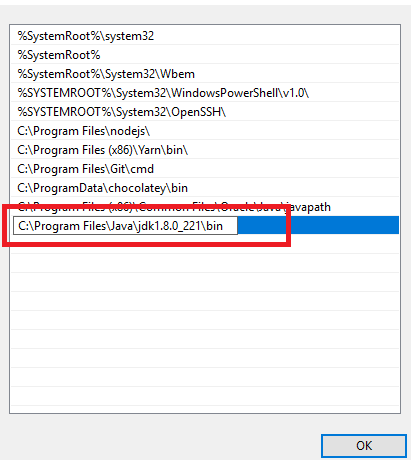 %SystemRoot%\system32
%SystemRoot%
%SystemRoot%\System32\Wbem
%SYSTEMROOT%\System32\WindowsPowerShell\v1.0\
%SYSTEMROOT%\System32\OpenSSH\
C:\Program Files\nodejs\
C:\Program Files (x86)\Yarn\bin\
C:\Program Files\Git\cmd
C:\ProgramData\chocolatey\bin
C:\Program Files (x86)\Common Files\Oracle\Java\javapath
C:\Program Files\Java\jdk1.8.0_221\bin
OK